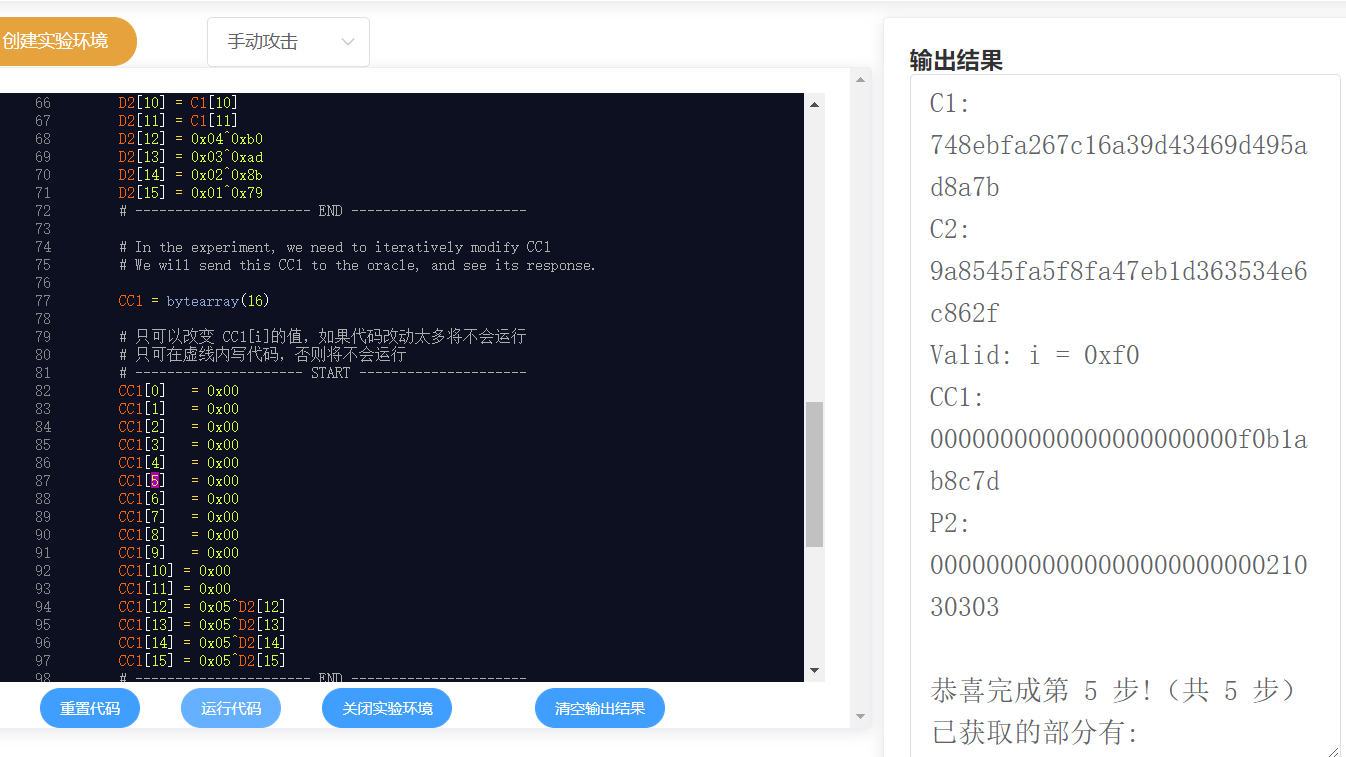 创建实验环境
手动攻击
66 D2[10] = C1[10]
67 D2[11] = C1[11]
68 D2[12] = 0x04^0xb0
69 D2[13] = 0x03^0xad
70 D2[14] = 0x02^0x8b
71 D2[15] = 0x01^0x79
72 # ---------------------- END ----------------------
73
74 # In the experiment, we need to iteratively modify CC1
75 # We will send this CC1 to the oracle, and see its response.
76
77 CC1 = bytearray(16)
78
79 # 只可以改变 CC1[i]的值，如果代码改动太多将不会运行
80 # 只可在虚线内写代码，否则将不会运行
81 # --------------------- START ---------------------
82 CC1[0] = 0x00
83 CC1[1] = 0x00
84 CC1[2] = 0x00
85 CC1[3] = 0x00
86 CC1[4] = 0x00
87 CC1[5] = 0x00
88 CC1[6] = 0x00
89 CC1[7] = 0x00
90 CC1[8] = 0x00
91 CC1[9] = 0x00
92 CC1[10] = 0x00
93 CC1[11] = 0x00
94 CC1[12] = 0x05^D2[12]
95 CC1[13] = 0x05^D2[13]
96 CC1[14] = 0x05^D2[14]
97 CC1[15] = 0x05^D2[15]
98 # --------------------- END ----------------------
重置代码
运行代码
关闭实验环境
清空输出结果
输出结果
C1:
748ebfa267c16a39d43469d495a
d8a7b
C2:
9a8545fa5f8fa47eb1d363534e6
c862f
Valid: i = 0xf0
CC1:
0000000000000000000000f0b1a
b8c7d
P2:
000000000000000000000000210
30303
恭喜完成第 5 步!（共 5 步）
已获取的部分有: